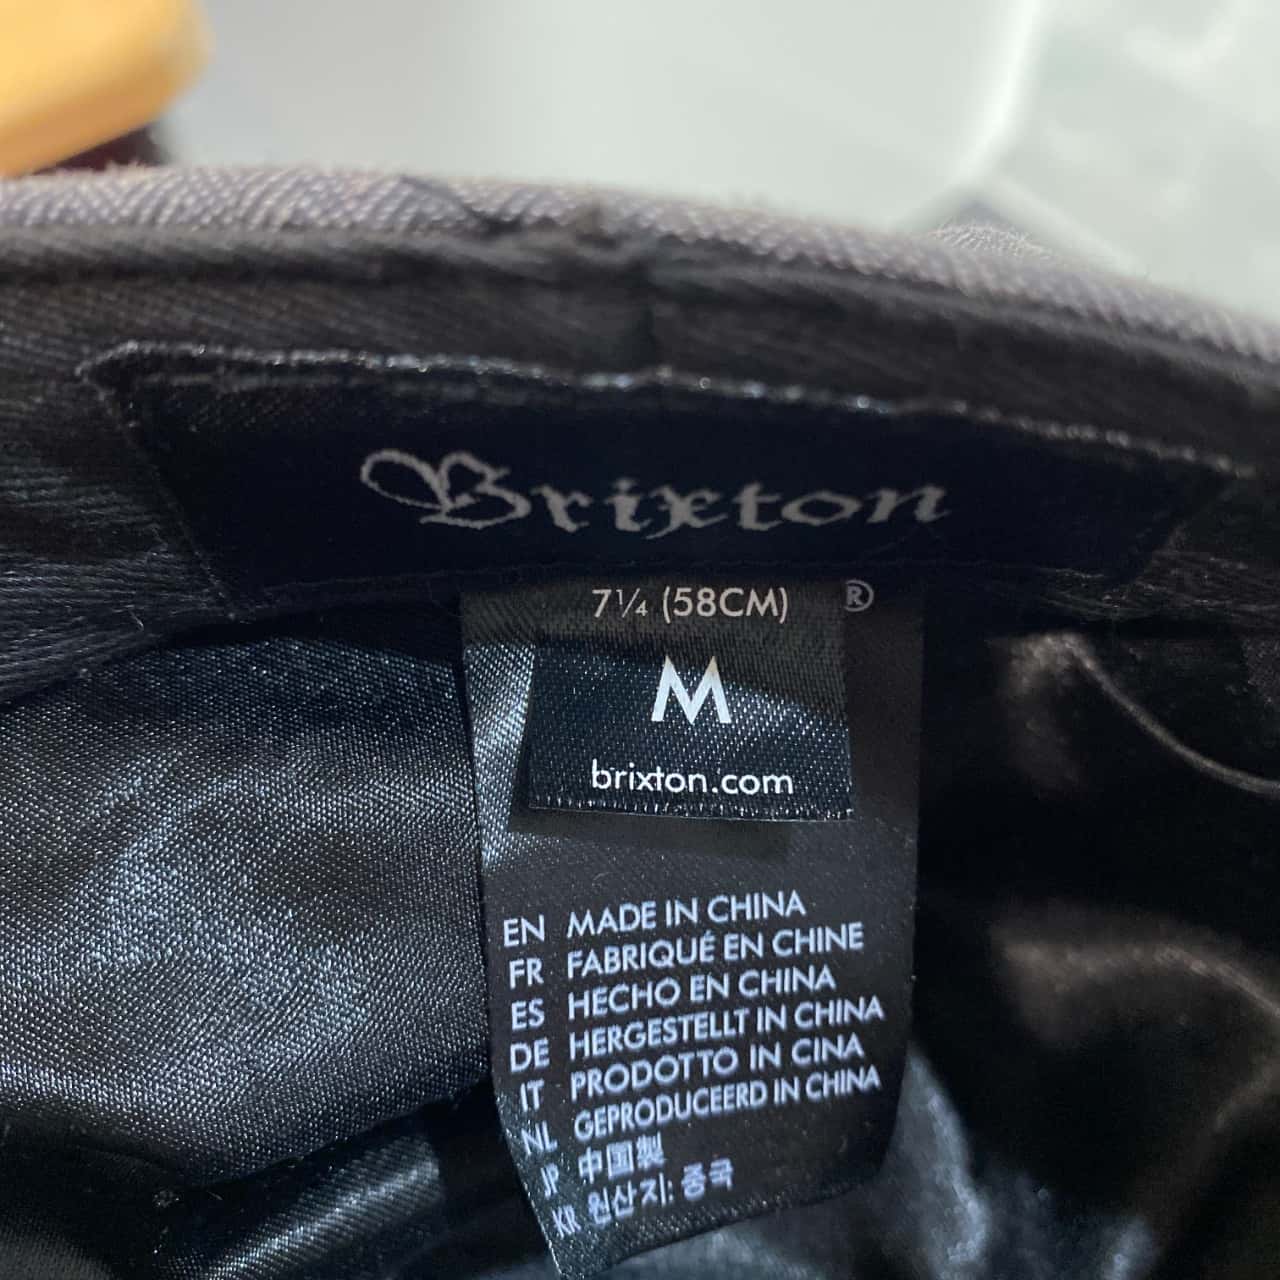 Brixton
®
7¼ (58CM)
M
brixton.com
EN MADE IN CHINA
FR FABRIQUÉ EN CHINE
ES HECHO EN CHINA
DE HERGESTELLT IN CHINA
IT PRODOTTO IN CINA
NL GEPRODUCEERD IN CHINA
JP 中国製
KR 원산지: 중국